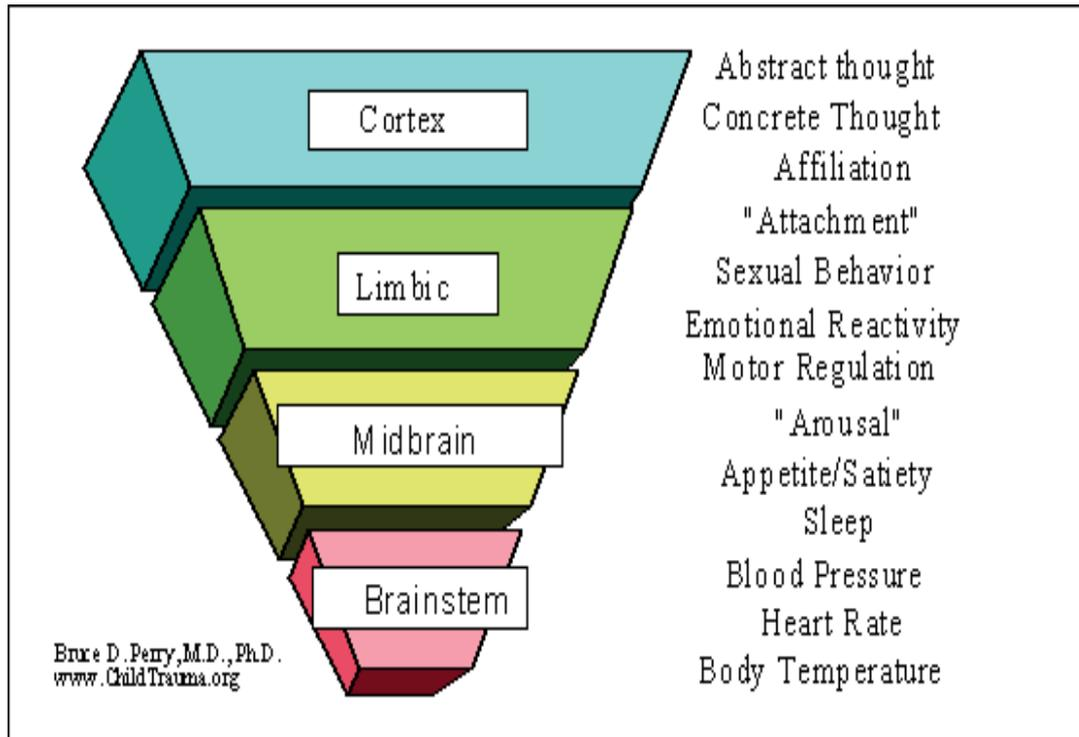 Cortex
Limbic
Midbrain
Brainstem
Abstract thought
Concrete Thought
Affiliation
"Attachment"
Sexual Behavior
Emotional Reactivity
Motor Regulation
"Arousal"
Appetite/Satiety
Sleep
Blood Pressure
Heart Rate
Body Temperature
Bruce D. Perry, M.D., Ph.D.
www.ChildTrauma.org